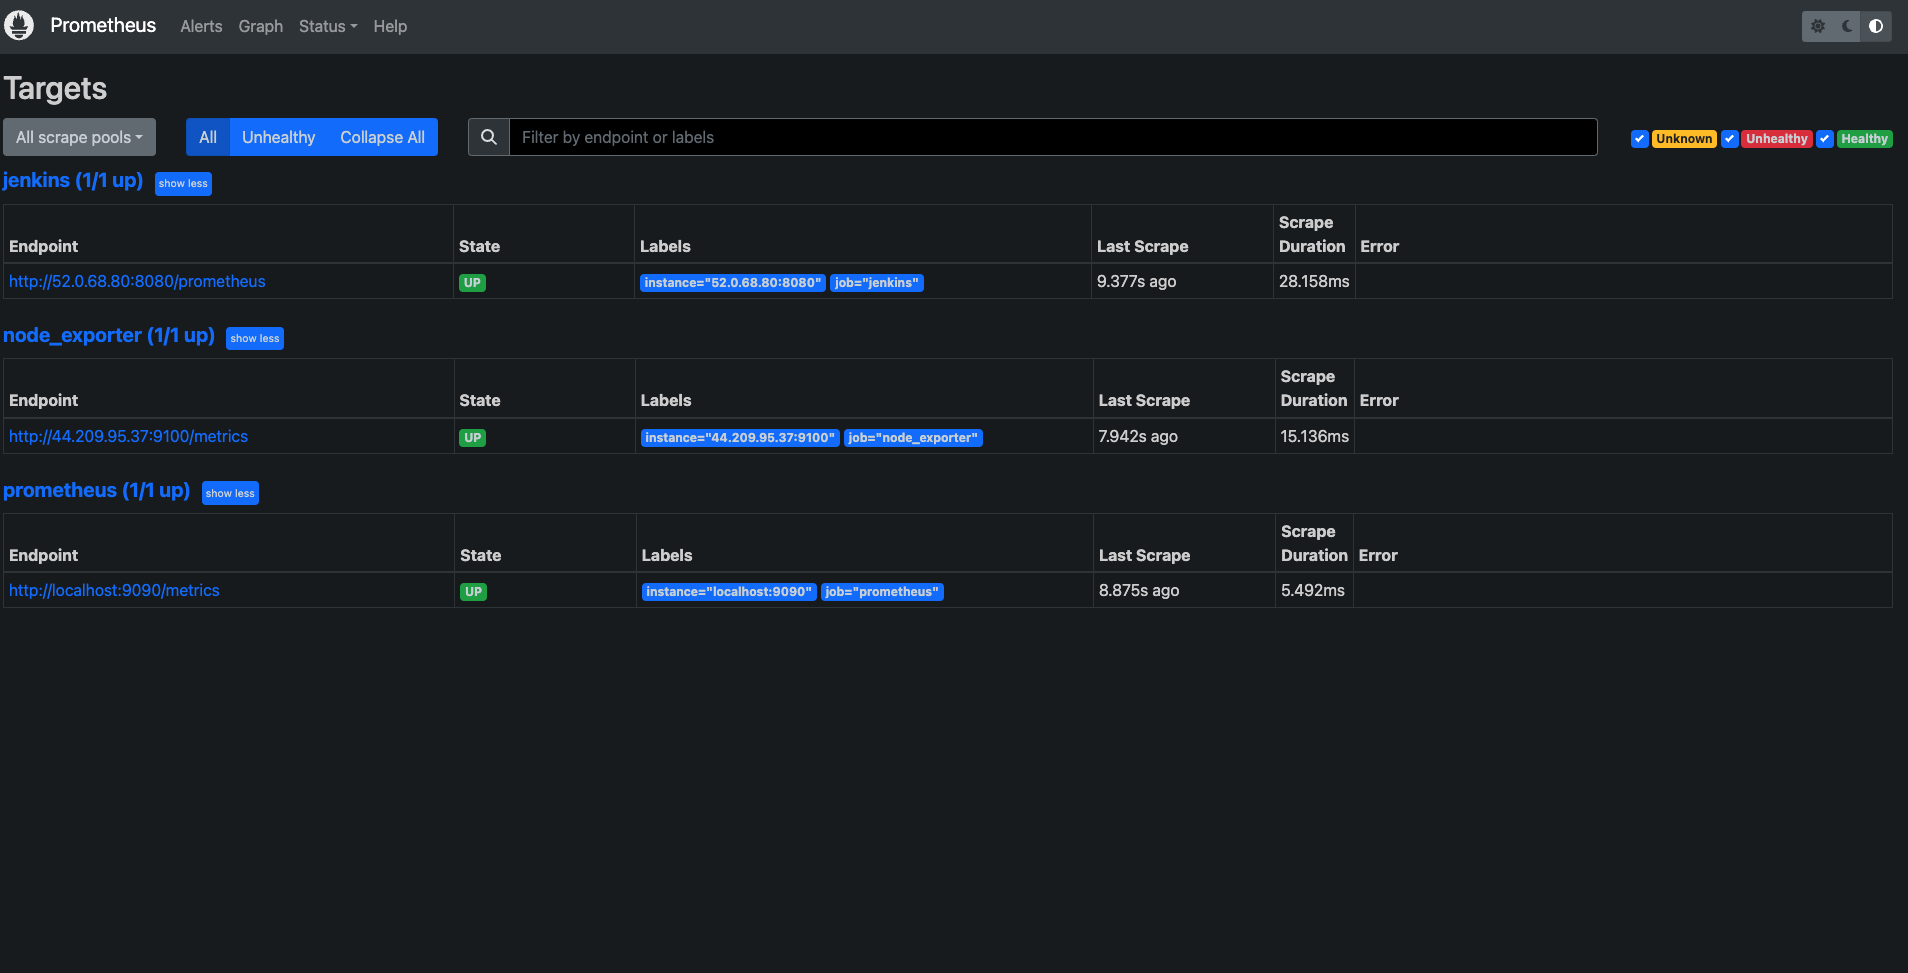 Prometheus Alerts Graph Status Help
Targets
All scrape pools All Unhealthy Collapse All Filter by endpoint or labels Unknown Unhealthy Healthy
jenkins (1/1 up) show less
Endpoint State Labels Last Scrape Scrape Duration Error
http://52.0.68.80:8080/prometheus UP instance="52.0.68.80:8080" job="jenkins" 9.377s ago 28.158ms
node_exporter (1/1 up) show less
Endpoint State Labels Last Scrape Scrape Duration Error
http://44.209.95.37:9100/metrics UP instance="44.209.95.37:9100" job="node_exporter" 7.942s ago 15.136ms
prometheus (1/1 up) show less
Endpoint State Labels Last Scrape Scrape Duration Error
http://localhost:9090/metrics UP instance="localhost:9090" job="prometheus" 8.875s ago 5.492ms